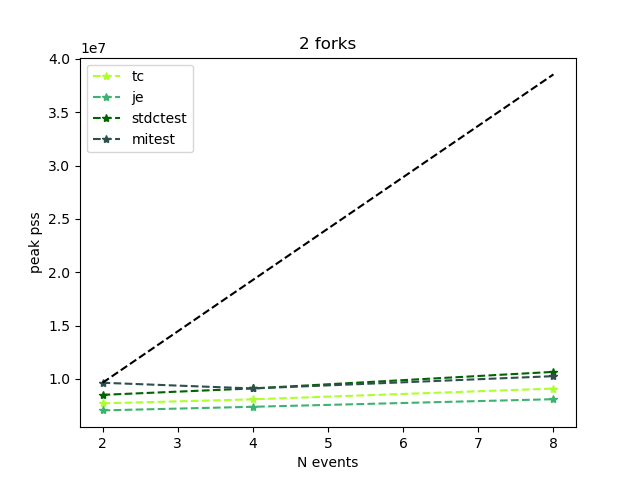 2 forks
1e7
4.0
3.5
3.0
2.5
2.0
1.5
1.0
peak pss
tc
je
stdctest
mitest
2 3 4 5 6 7 8
N events